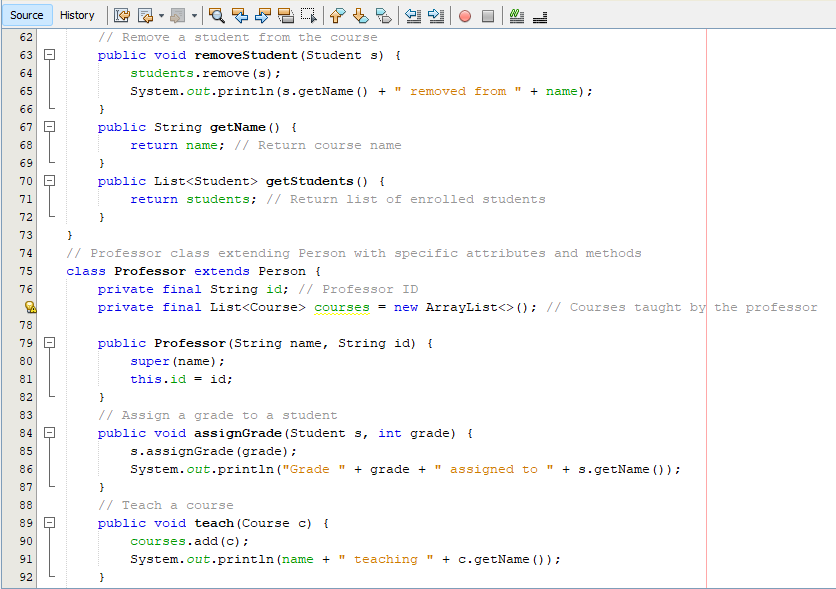 Source History
62 // Remove a student from the course
63 public void removeStudent(Student s) {
64 students.remove(s);
65 System.out.println(s.getName() + " removed from " + name);
66 }
67 public String getName() {
68 return name; // Return course name
69 }
70 public List<Student> getStudents() {
71 return students; // Return list of enrolled students
72 }
73 }
74 // Professor class extending Person with specific attributes and methods
75 class Professor extends Person {
76 private final String id; // Professor ID
private final List<Course> courses = new ArrayList<>(); // Courses taught by the professor
78
79 public Professor(String name, String id) {
80 super(name);
81 this.id = id;
82 }
83 // Assign a grade to a student
84 public void assignGrade(Student s, int grade) {
85 s.assignGrade(grade);
86 System.out.println("Grade " + grade + " assigned to " + s.getName());
87 }
88 // Teach a course
89 public void teach(Course c) {
90 courses.add(c);
91 System.out.println(name + " teaching " + c.getName());
92 }